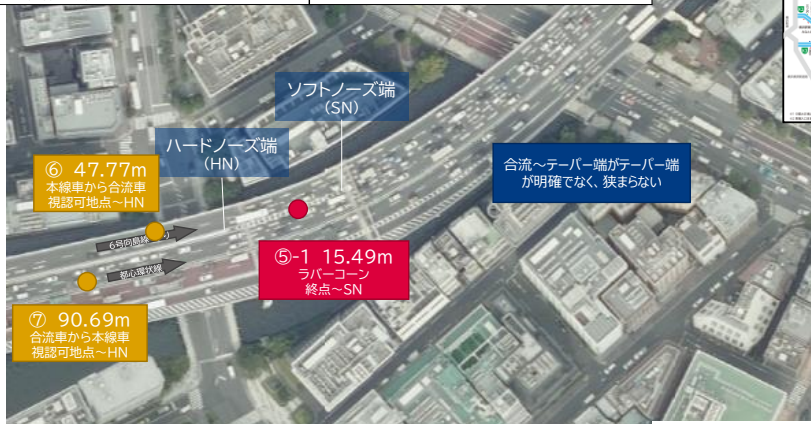 ソフトノーズ端
(SN)
ハードノーズ端
(HN)
⑥ 47.77m
本線車から合流車
視認可地点～HN
合流～テーパー端がテーパー端
が明確でなく、狭まらない
6号向島線
都心環状線
⑤-1 15.49m
ラバーコーン
終点～SN
⑦ 90.69m
合流車から本線車
視認可地点～HN